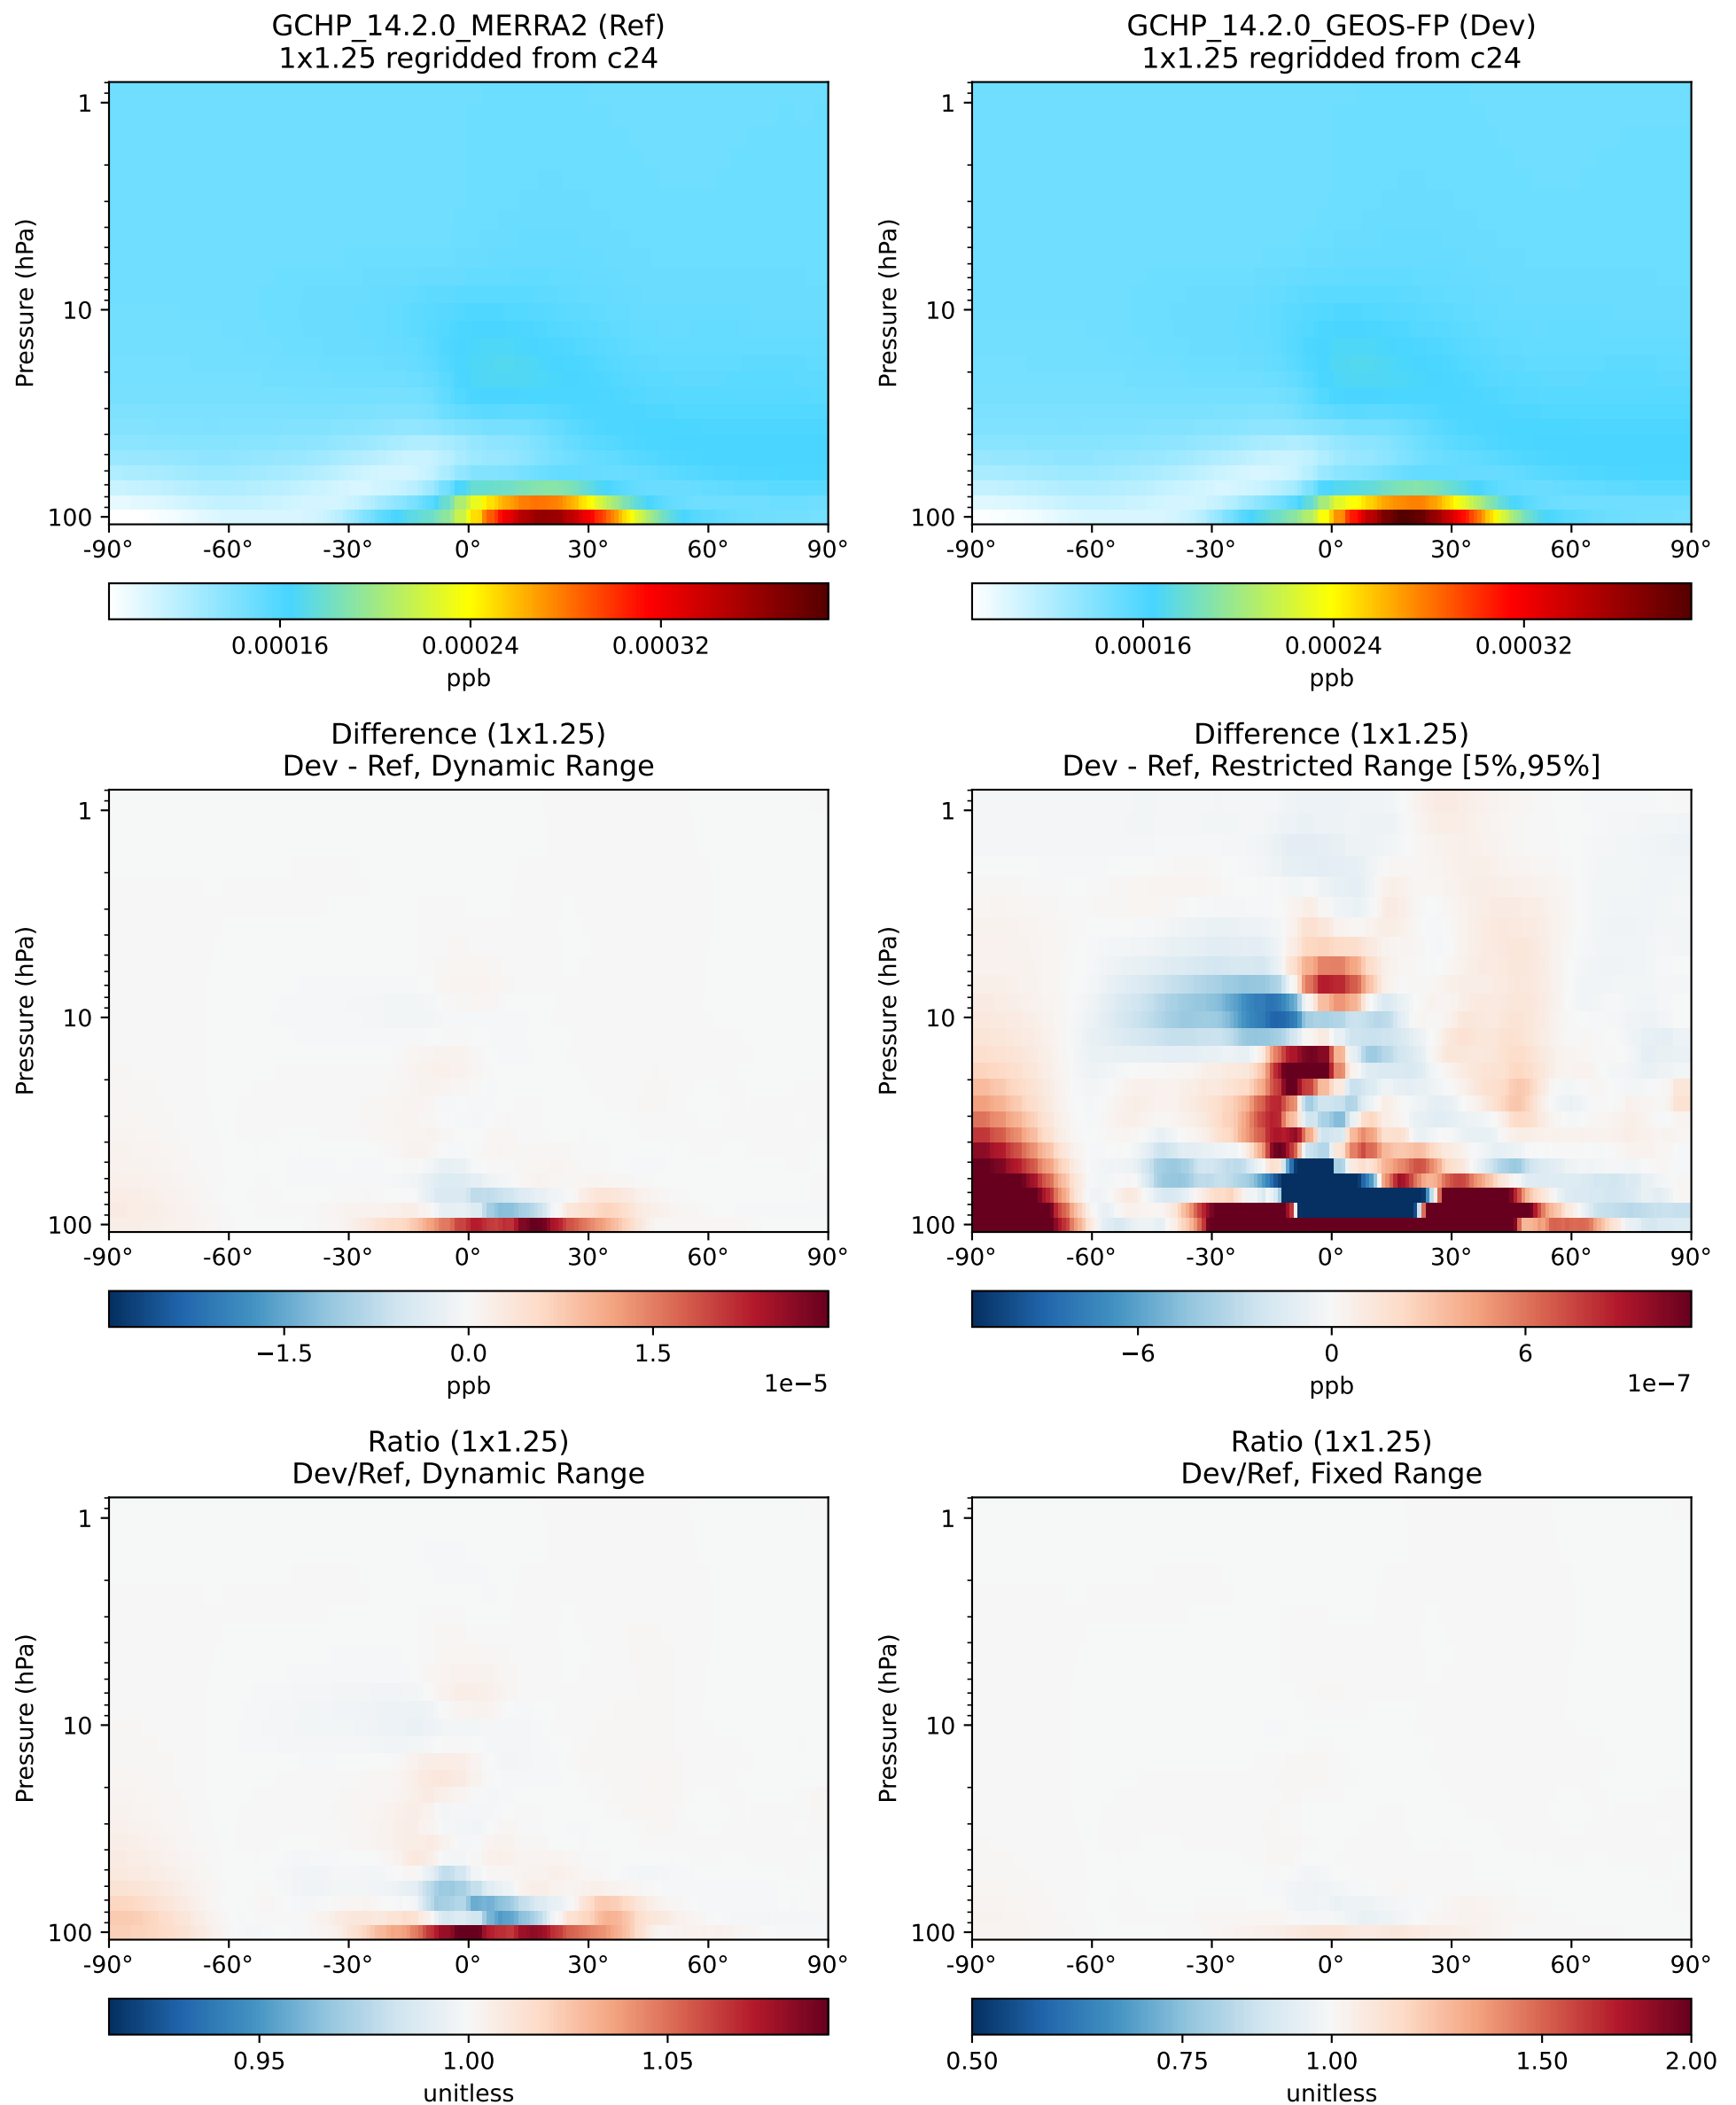 GCHP_14.2.0_MERRA2 (Ref)
1x1.25 regridded from c24
Pressure (hPa)
1
10
100
-90° -60° -30° 0° 30° 60° 90°
0.00016 0.00024 0.00032
ppb
GCHP_14.2.0_GEOS-FP (Dev)
1x1.25 regridded from c24
Pressure (hPa)
1
10
100
-90° -60° -30° 0° 30° 60° 90°
0.00016 0.00024 0.00032
ppb
Difference (1x1.25)
Dev - Ref, Dynamic Range
Pressure (hPa)
1
10
100
-90° -60° -30° 0° 30° 60° 90°
−1.5 0.0 1.5
ppb
1e−5
Difference (1x1.25)
Dev - Ref, Restricted Range [5%,95%]
Pressure (hPa)
1
10
100
-90° -60° -30° 0° 30° 60° 90°
−6 0 6
ppb
1e−7
Ratio (1x1.25)
Dev/Ref, Dynamic Range
Pressure (hPa)
1
10
100
-90° -60° -30° 0° 30° 60° 90°
0.95 1.00 1.05
unitless
Ratio (1x1.25)
Dev/Ref, Fixed Range
Pressure (hPa)
1
10
100
-90° -60° -30° 0° 30° 60° 90°
0.50 0.75 1.00 1.50 2.00
unitless